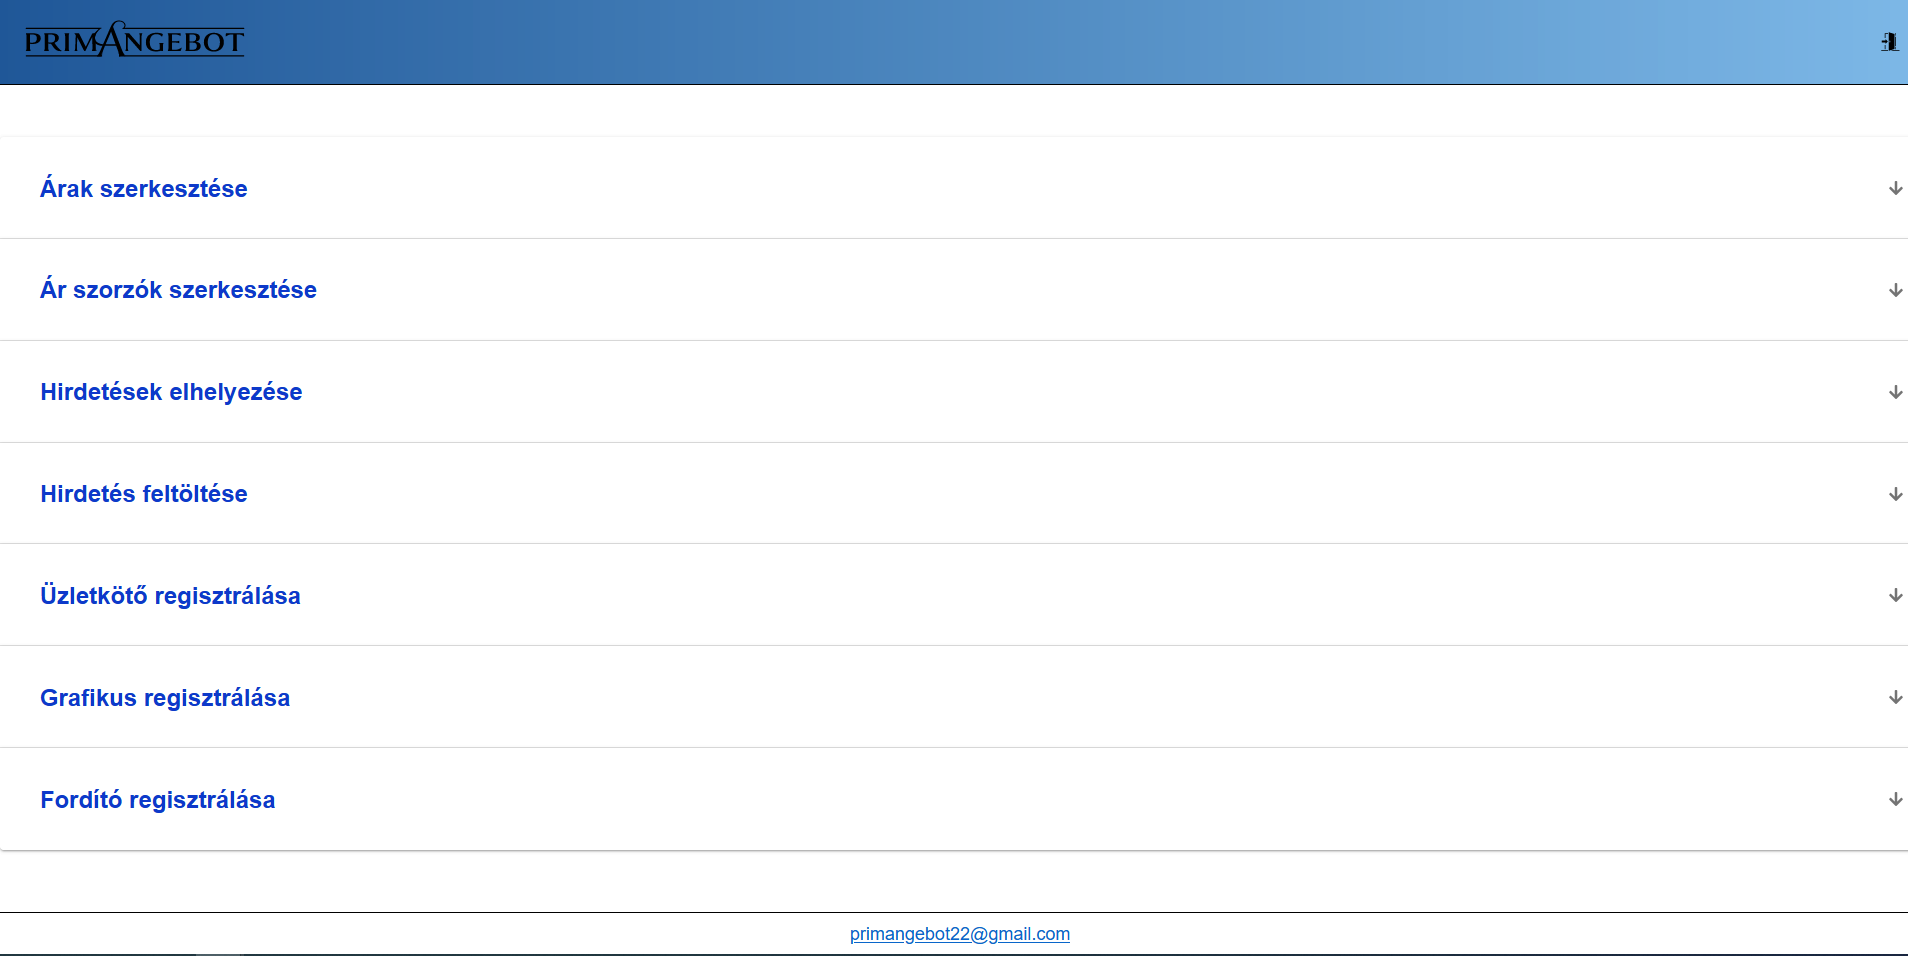 PRIMANGEBOT
Árak szerkesztése
Ár szorzók szerkesztése
Hirdetések elhelyezése
Hirdetés feltöltése
Üzletkötő regisztrálása
Grafikus regisztrálása
Fordító regisztrálása
primangebot22@gmail.com